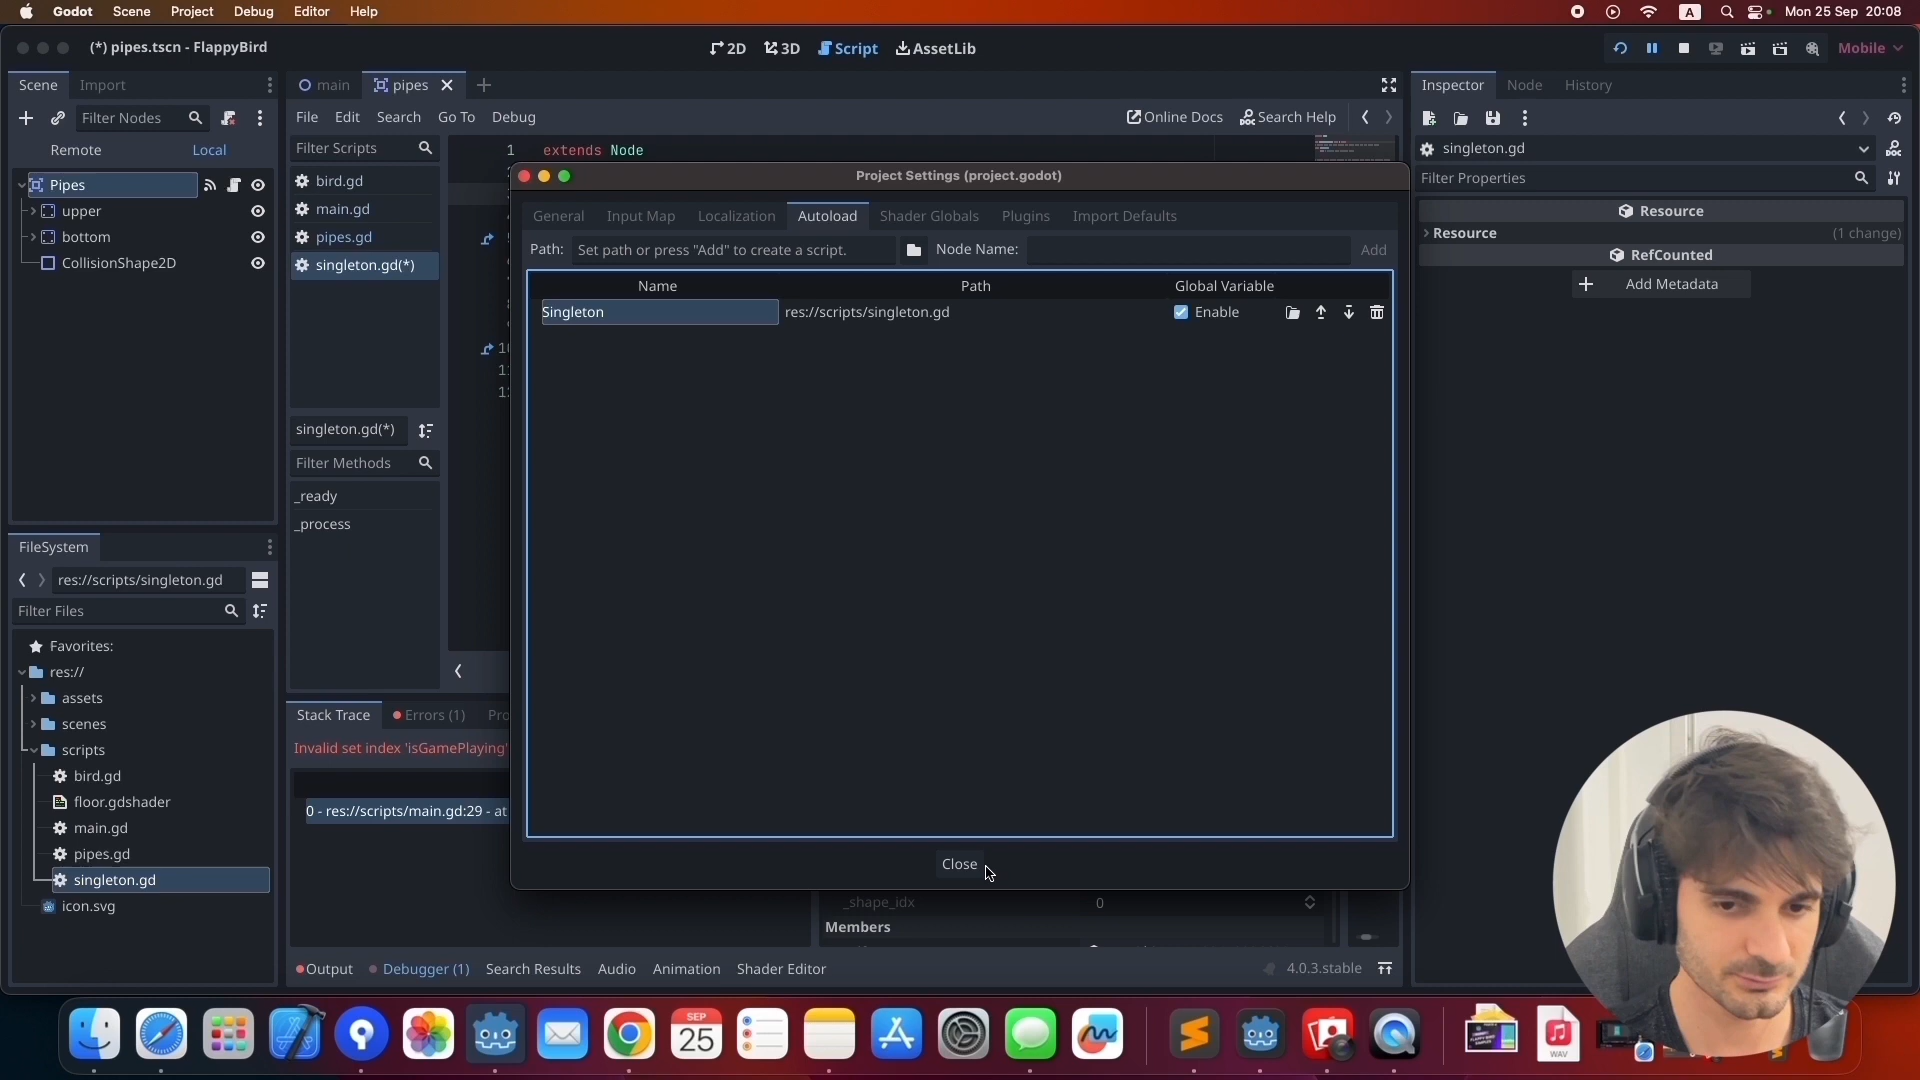 Godot Scene Project Debug Editor Help
A Mon 25 Sep 20:08
(*) pipes.tscn - FlappyBird
2D 3D Script AssetLib
Mobile
Scene Import
main pipes
Inspector Node History
Filter Nodes
File Edit Search Go To Debug
Online Docs Search Help
Remote Local
Filter Scripts
1 extends Node
singleton.gd
Filter Properties
Pipes
upper
bottom
CollisionShape2D
bird.gd
main.gd
pipes.gd
singleton.gd(*)
Project Settings (project.godot)
General Input Map Localization Autoload Shader Globals Plugins Import Defaults
Path: Set path or press "Add" to create a script. Node Name: Add
Name Path Global Variable
Singleton res://scripts/singleton.gd Enable
Resource
Resource (1 change)
RefCounted
Add Metadata
singleton.gd(*)
Filter Methods
_ready
_process
FileSystem
res://scripts/singleton.gd
Filter Files
Favorites:
res://
assets
scenes
scripts
bird.gd
floor.gdshader
main.gd
pipes.gd
singleton.gd
icon.svg
Stack Trace Errors (1)
Invalid set index 'isGamePlaying'
0 - res://scripts/main.gd:29 - at
Close
_shape_idx 0
Members
Output Debugger (1) Search Results Audio Animation Shader Editor
4.0.3.stable
SEP
25
WAV